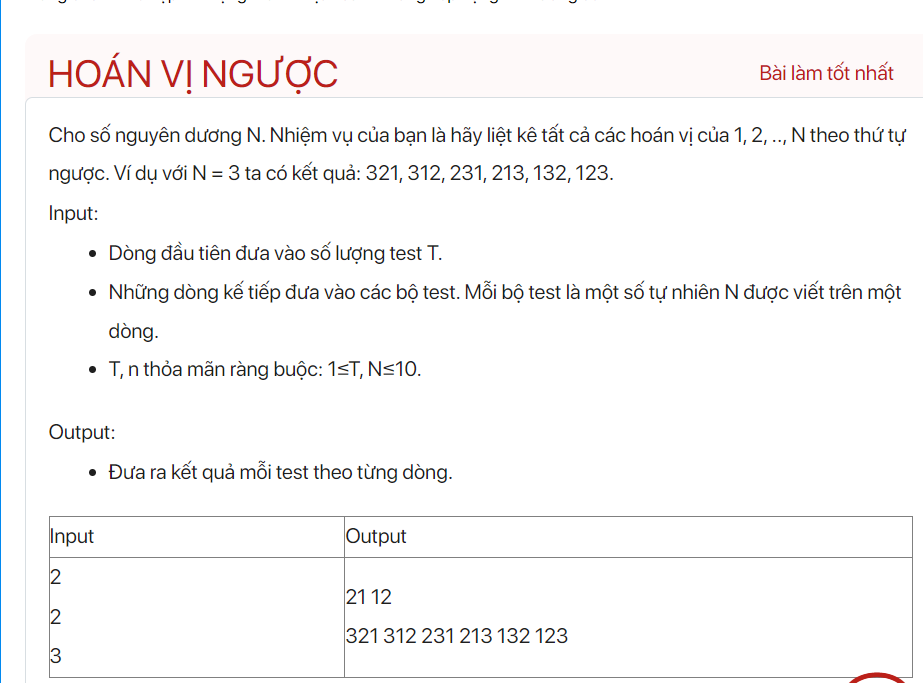 HOÁN VỊ NGƯỢC
Bài làm tốt nhất
Cho số nguyên dương N. Nhiệm vụ của bạn là hãy liệt kê tất cả các hoán vị của 1, 2, .., N theo thứ tự
ngược. Ví dụ với N = 3 ta có kết quả: 321, 312, 231, 213, 132, 123.
Input:
Dòng đầu tiên đưa vào số lượng test T.
Những dòng kế tiếp đưa vào các bộ test. Mỗi bộ test là một số tự nhiên N được viết trên một
dòng.
T, n thỏa mãn ràng buộc: 1≤T, N≤10.
Output:
Đưa ra kết quả mỗi test theo từng dòng.
Input Output
2
2
3
21 12
321 312 231 213 132 123